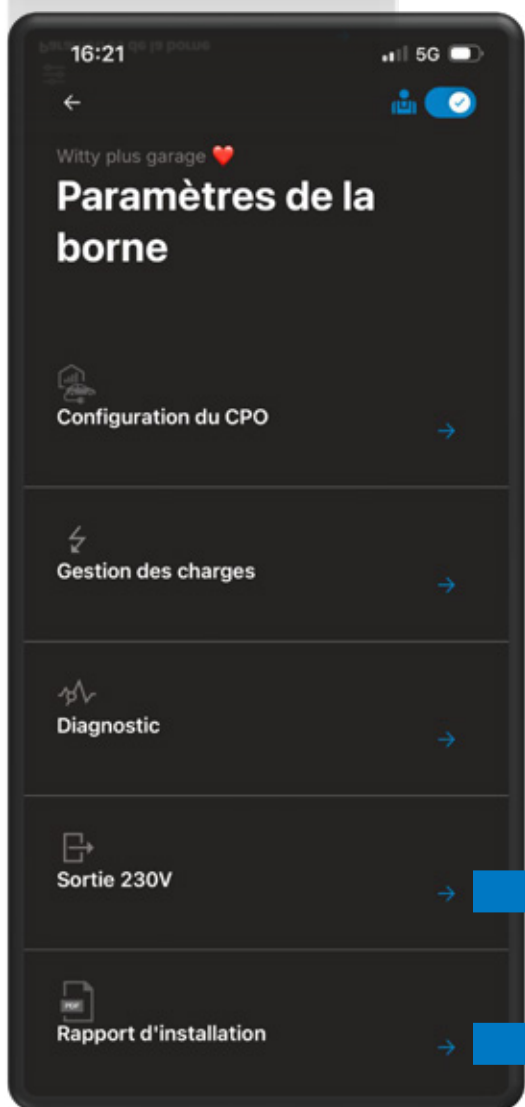 16:21
5G
Witty plus garage ❤️
Paramètres de la
borne
Configuration du CPO
Gestion des charges
Diagnostic
Sortie 230V
PDF
Rapport d'installation